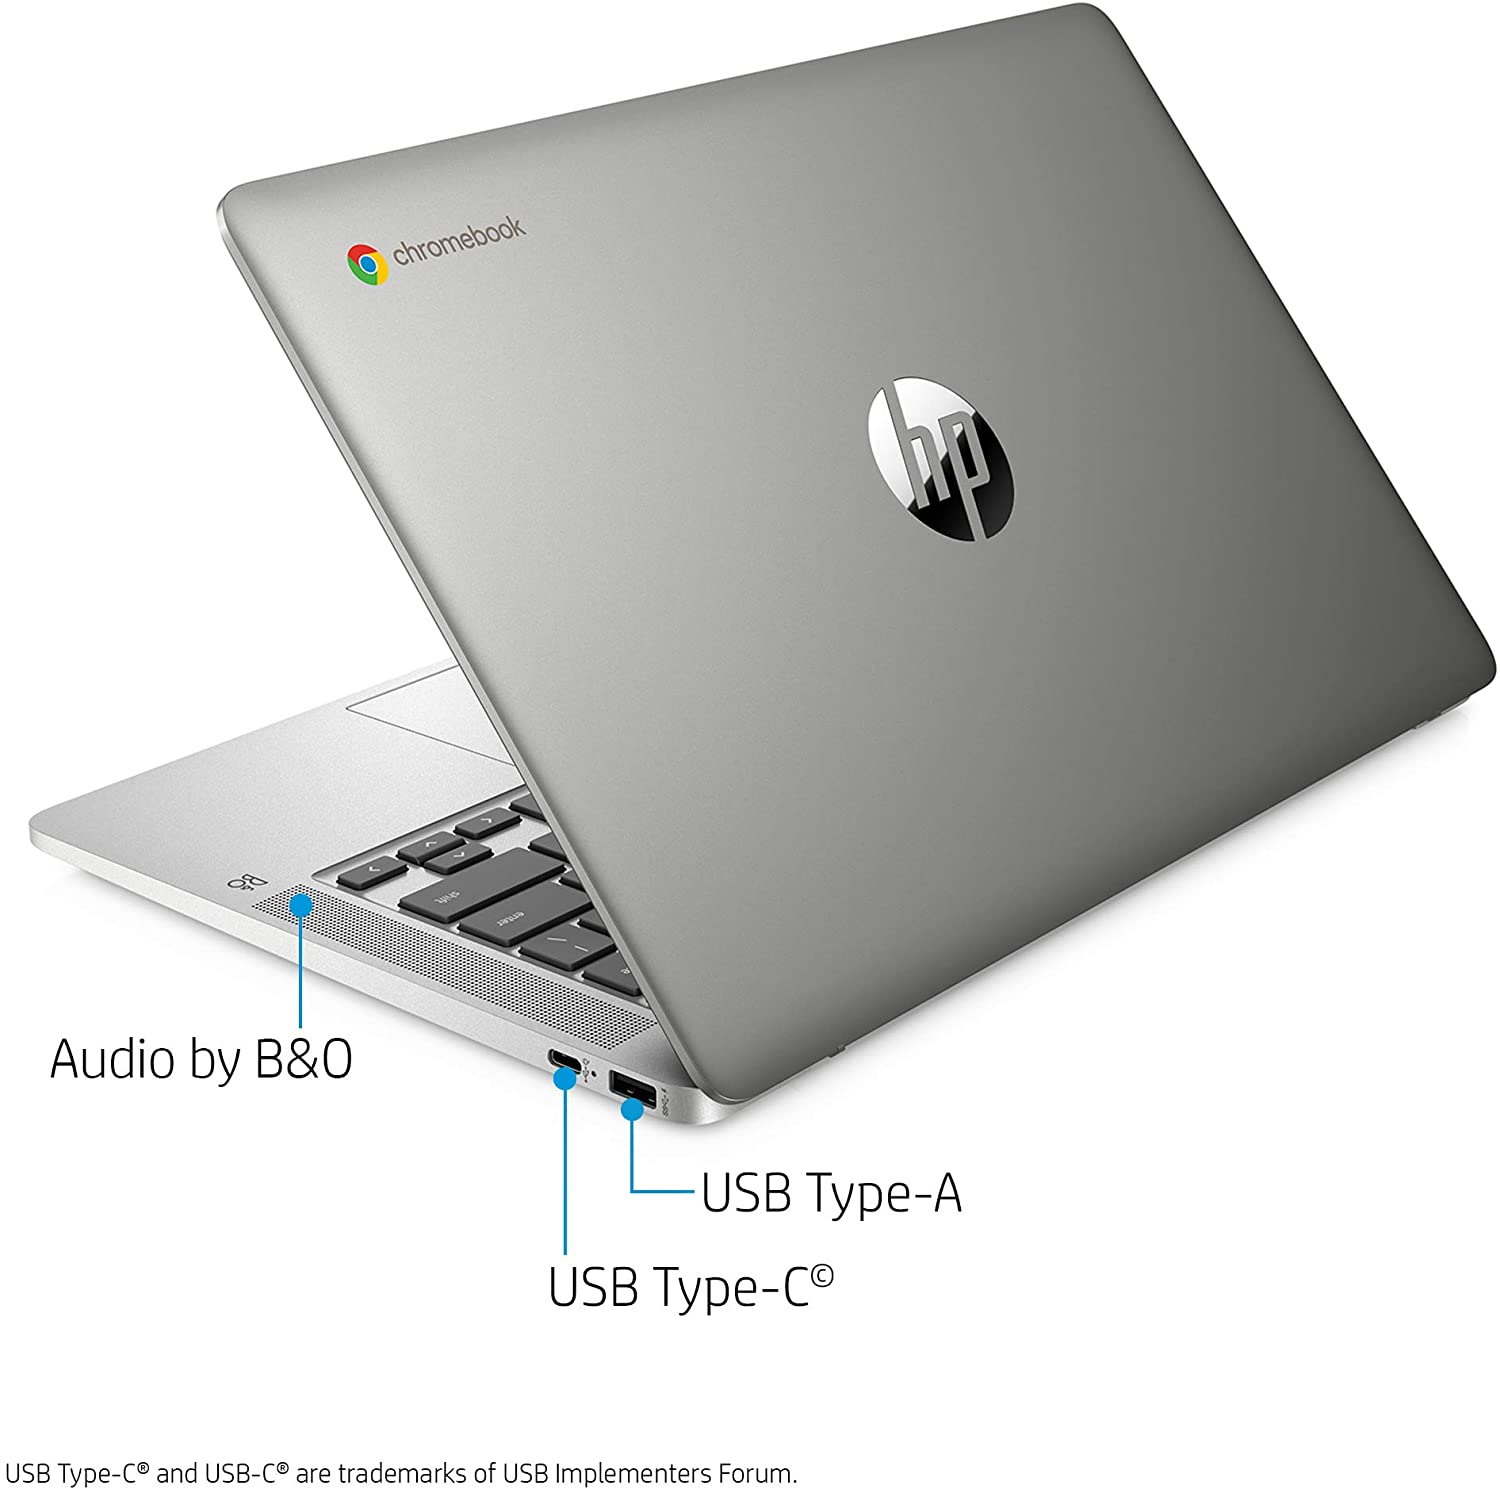 chromebook
hp
B&O
shift
enter
Audio by B&O
USB Type-A
USB Type-C©
USB Type-C® and USB-C® are trademarks of USB Implementers Forum.